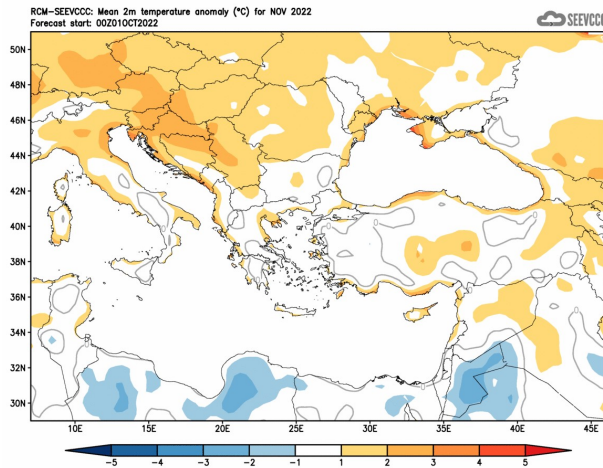 RCM-SEEVCCC: Mean 2m temperature anomaly (°C) for NOV 2022
Forecast start: 00Z01OCT2022
SEEVCCC
50N
48N
46N
44N
42N
40N
38N
36N
34N
32N
30N
10E 15E 20E 25E 30E 35E 40E 45E
-5 -4 -3 -2 -1 1 2 3 4 5